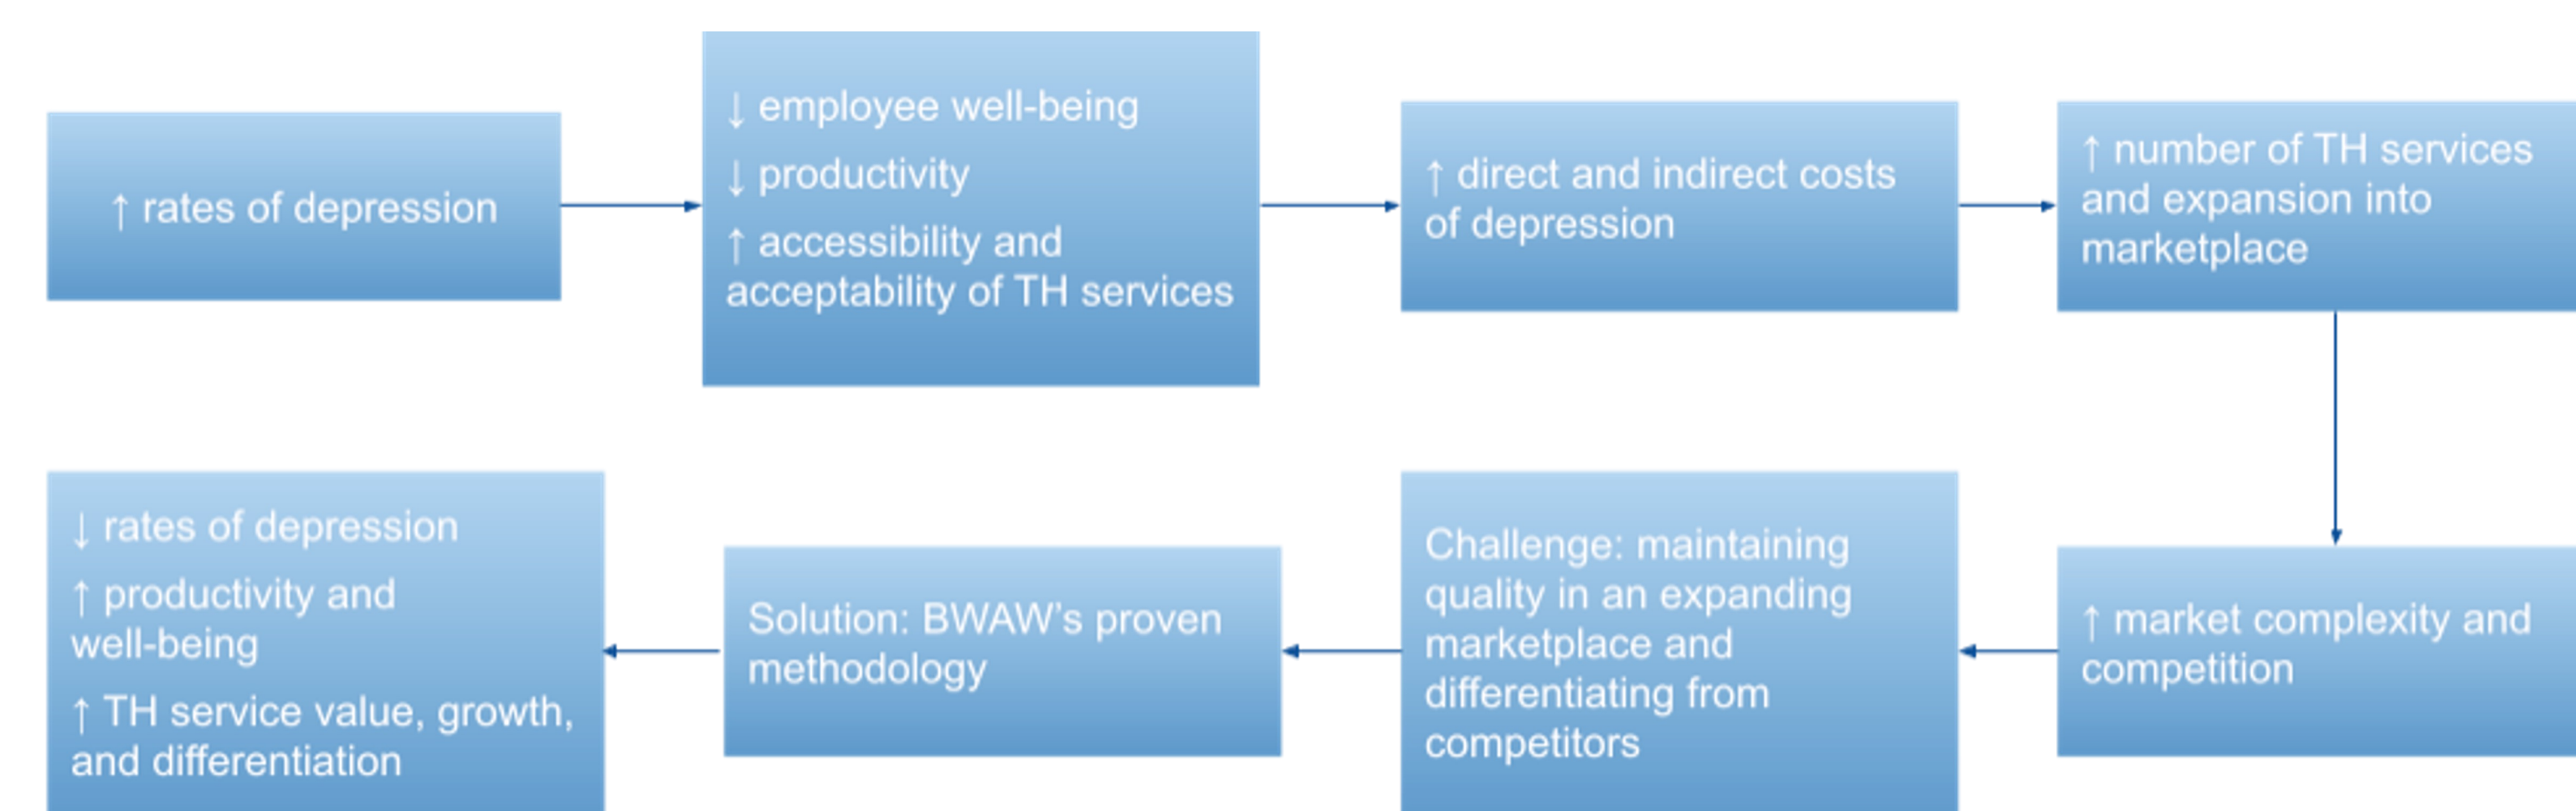 ↑ rates of depression
↓ employee well-being
↓ productivity
↑ accessibility and
acceptability of TH services
↑ direct and indirect costs
of depression
↑ number of TH services
and expansion into
marketplace
↑ market complexity and
competition
Challenge: maintaining
quality in an expanding
marketplace and
differentiating from
competitors
Solution: BWAW’s proven
methodology
↓ rates of depression
↑ productivity and
well-being
↑ TH service value, growth,
and differentiation